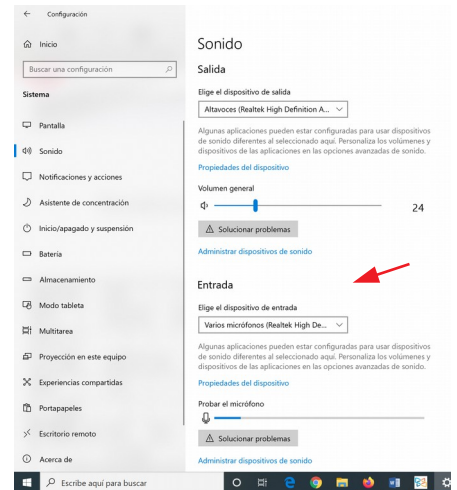 Configuración
Inicio
Buscar una configuración
Sistema
Pantalla
Sonido
Notificaciones y acciones
Asistente de concentración
Inicio/apagado y suspensión
Batería
Almacenamiento
Modo tableta
Multitarea
Proyección en este equipo
Experiencias compartidas
Portapapeles
Escritorio remoto
Acerca de
Sonido
Salida
Elige el dispositivo de salida
Altavoces (Realtek High Definition A...
Algunas aplicaciones pueden estar configuradas para usar dispositivos
de sonido diferentes al seleccionado aquí. Personaliza los volúmenes y
dispositivos de las aplicaciones en las opciones avanzadas de sonido.
Propiedades del dispositivo
Volumen general
24
Solucionar problemas
Administrar dispositivos de sonido
Entrada
Elige el dispositivo de entrada
Varios micrófonos (Realtek High De...
Algunas aplicaciones pueden estar configuradas para usar dispositivos
de sonido diferentes al seleccionado aquí. Personaliza los volúmenes y
dispositivos de las aplicaciones en las opciones avanzadas de sonido.
Propiedades del dispositivo
Probar el micrófono
Solucionar problemas
Administrar dispositivos de sonido
Escribe aquí para buscar